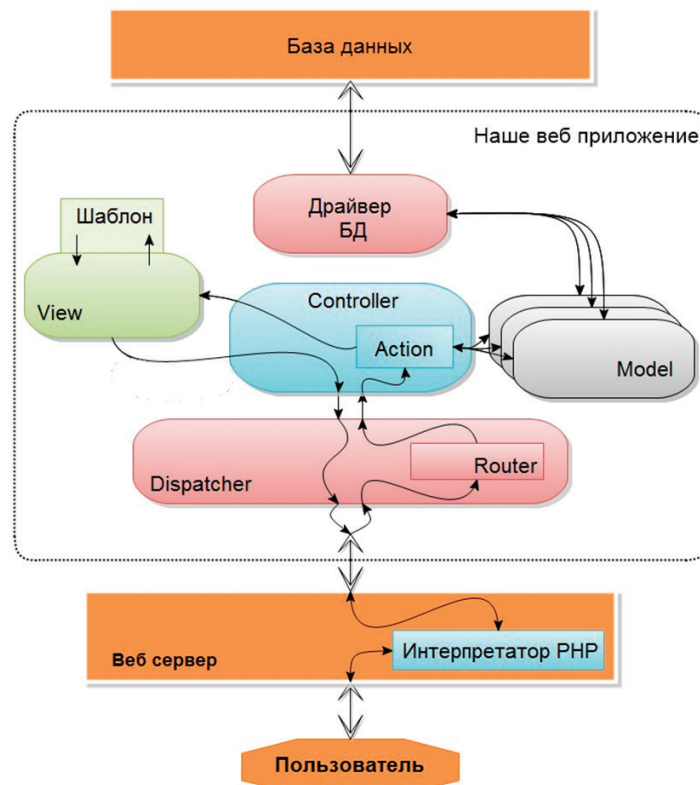 База данных
Наше веб приложение
Драйвер
БД
Шаблон
View
Controller
Action
Model
Router
Dispatcher
Интерпретатор PHP
Веб сервер
Пользователь